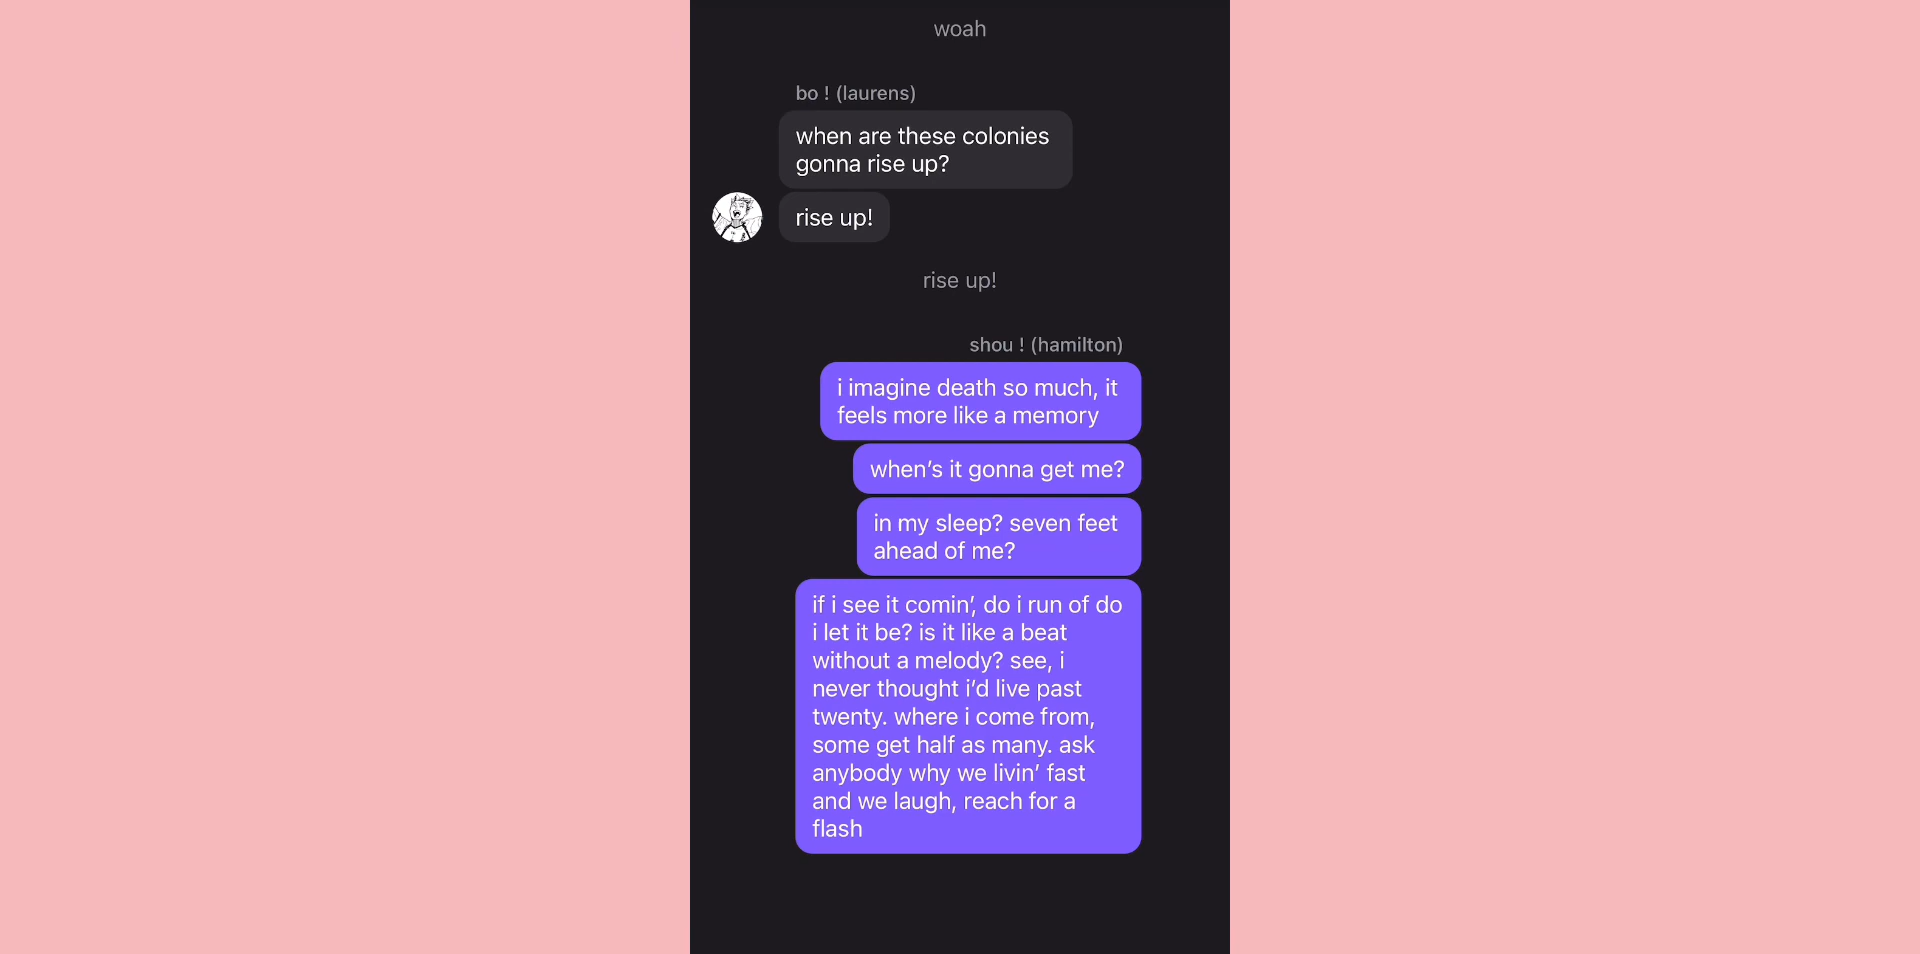 woah
bo ! (laurens)
when are these colonies
gonna rise up?
rise up!
rise up!
shou ! (hamilton)
i imagine death so much, it
feels more like a memory
when’s it gonna get me?
in my sleep? seven feet
ahead of me?
if i see it comin’, do i run of do
i let it be? is it like a beat
without a melody? see, i
never thought i’d live past
twenty. where i come from,
some get half as many. ask
anybody why we livin’ fast
and we laugh, reach for a
flash